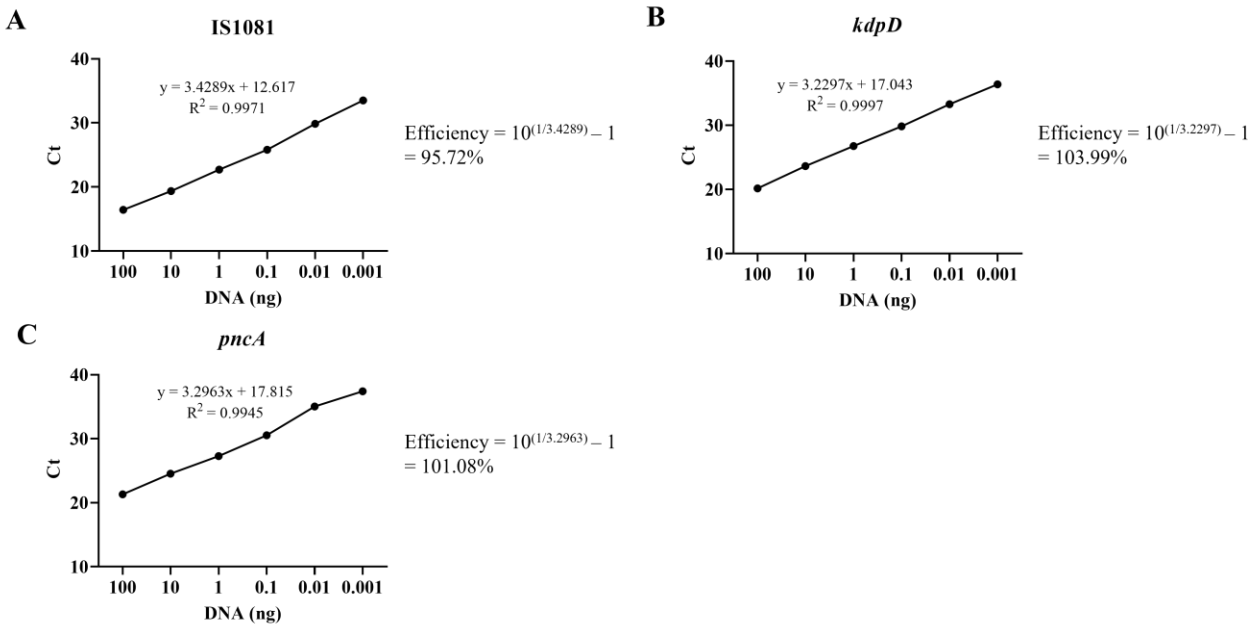 A
IS1081
40
30
20
10
Ct
y = 3.4289x + 12.617
R² = 0.9971
100 10 1 0.1 0.01 0.001
DNA (ng)
Efficiency = 10^(1/3.4289) – 1
= 95.72%
B
kdpD
40
30
20
10
Ct
y = 3.2297x + 17.043
R² = 0.9997
100 10 1 0.1 0.01 0.001
DNA (ng)
Efficiency = 10^(1/3.2297) – 1
= 103.99%
C
pncA
40
30
20
10
Ct
y = 3.2963x + 17.815
R² = 0.9945
100 10 1 0.1 0.01 0.001
DNA (ng)
Efficiency = 10^(1/3.2963) – 1
= 101.08%